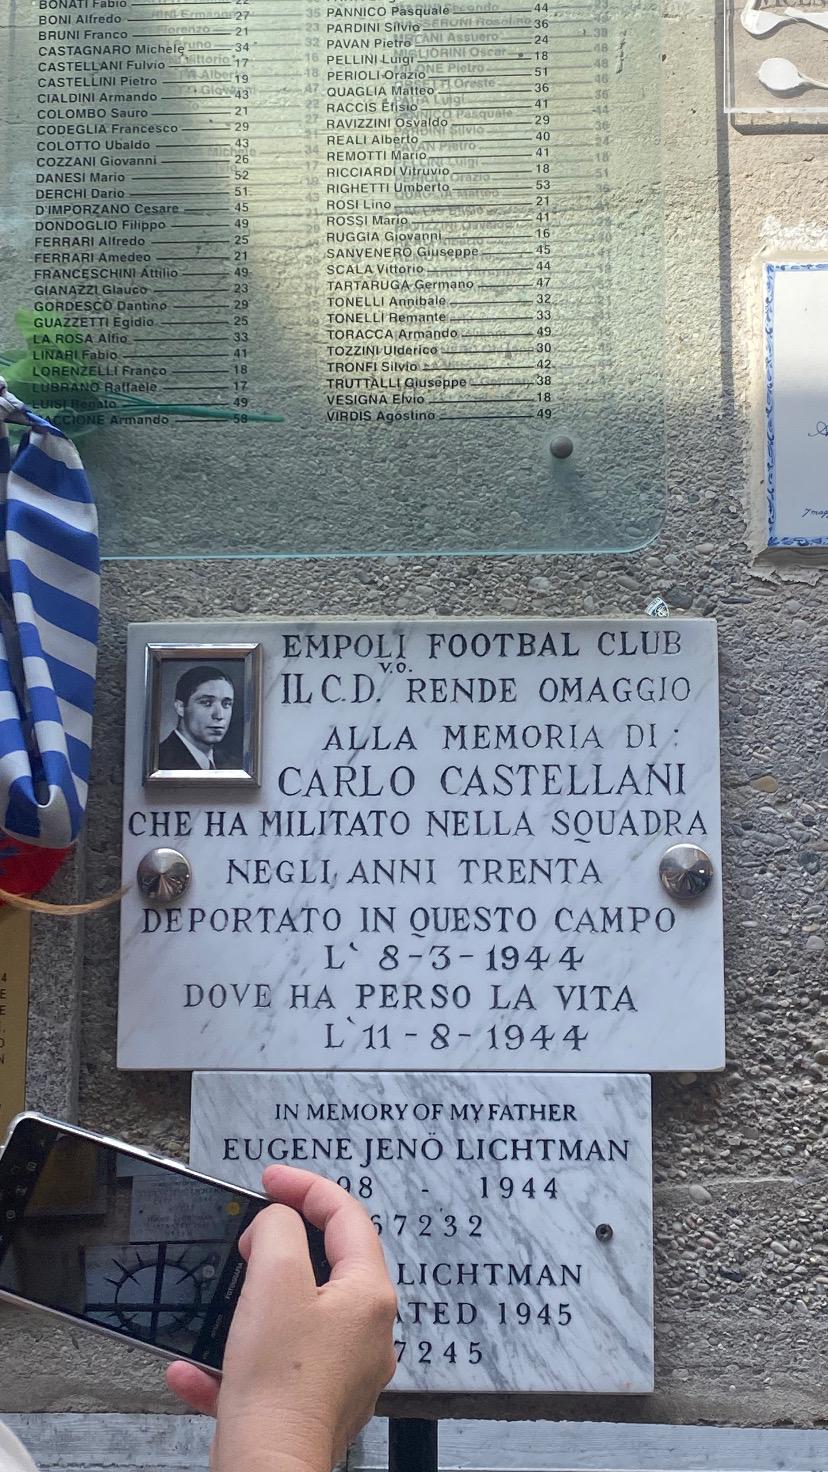 BONATI Fabio 22
BONI Alfredo 27
BRUNI Franco 21
CASTAGNARO Michele 34
CASTELLANI Fulvio 17
CASTELLINI Pietro 19
CIALDINI Armando 43
COLOMBO Sauro 21
CODEGLIA Francesco 29
COLOTTO Ubaldo 43
COZZANI Giovanni 26
DANESI Mario 52
DERCHI Dario 51
D'IMPORZANO Cesare 45
DONDOGLIO Filippo 49
FERRARI Alfredo 25
FERRARI Amedeo 21
FRANCESCHINI Attilio 49
GIANAZZI Glauco 23
GORDESCO Dantino 29
GUAZZETTI Egidio 25
LA ROSA Alfio 33
LINARI Fabio 41
LORENZELLI Franco 18
LUBRANO Raffaele 17
LUISI Renato 49
Armando 58
PANNICO Pasquale 44
PARDINI Silvio 36
PAVAN Pietro 24
PELLINI Luigi 18
PERIOLI Orazio 51
QUAGLIA Matteo 36
RACCIS Efisio 41
RAVIZZINI Osvaldo 29
REALI Alberto 40
REMOTTI Mario 41
RICCIARDI Vitruvio 18
RIGHETTI Umberto 53
ROSI Lino 21
ROSSI Mario 41
RUGGIA Giovanni 16
SANVENERO Giuseppe 45
SCALA Vittorio 44
TARTARUGA Germano 47
TONELLI Annibale 32
TONELLI Remante 33
TORACCA Armando 49
TOZZINI Ulderico 30
TRONFI Silvio 42
TRUTTALLI Giuseppe 38
VESIGNA Elvio 18
VIRDIS Agostino 49
EMPOLI FOOTBAL CLUB
V.O.
IL C.D. RENDE OMAGGIO
ALLA MEMORIA DI :
CARLO CASTELLANI
CHE HA MILITATO NELLA SQUADRA
NEGLI ANNI TRENTA
DEPORTATO IN QUESTO CAMPO
L` 8-3-1944
DOVE HA PERSO LA VITA
L`11-8-1944
IN MEMORY OF MY FATHER
EUGENE JENÖ LICHTMAN
98 - 1944
67232
LICHTMAN
ATED 1945
7245